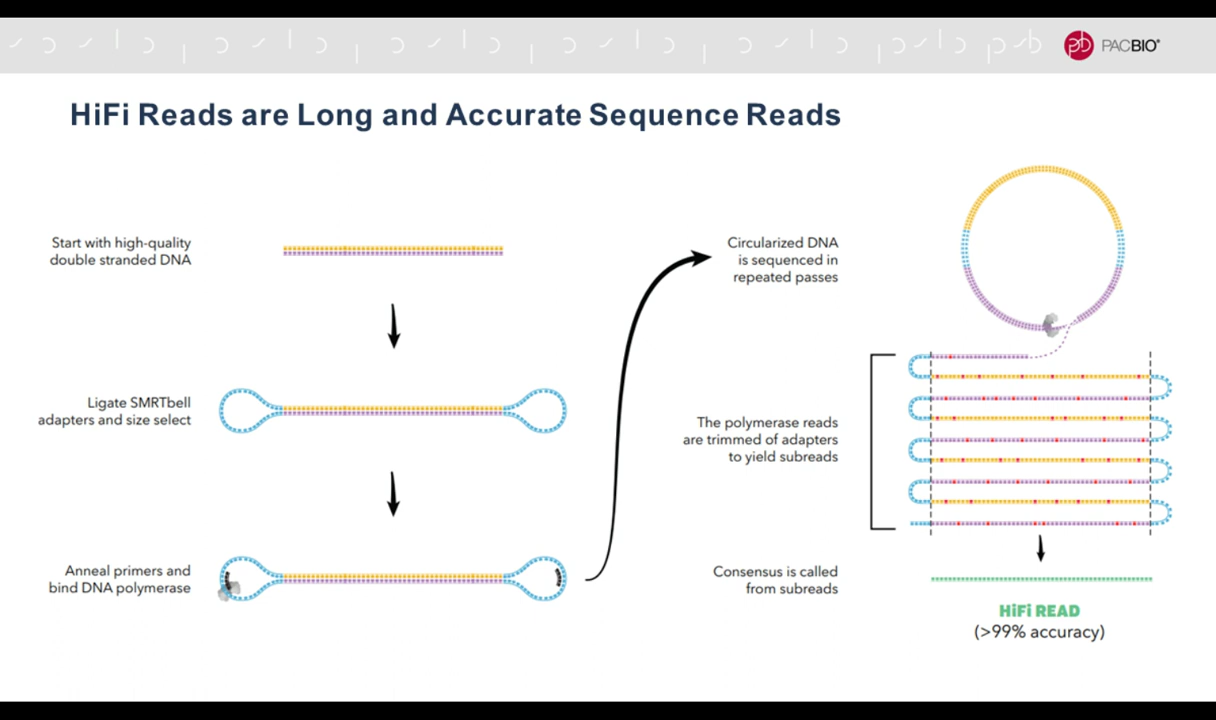 PACBIO®
HiFi Reads are Long and Accurate Sequence Reads
Start with high-quality
double stranded DNA
Ligate SMRTbell
adapters and size select
Anneal primers and
bind DNA polymerase
Circularized DNA
is sequenced in
repeated passes
The polymerase reads
are trimmed of adapters
to yield subreads
Consensus is called
from subreads
HiFi READ
(>99% accuracy)